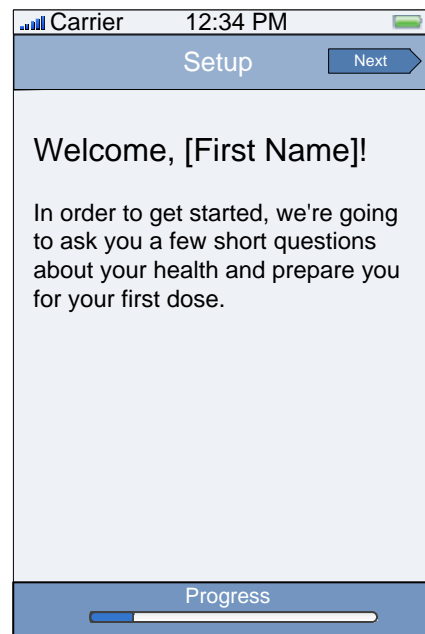 Carrier 12:34 PM
Setup Next
Welcome, [First Name]!
In order to get started, we're going
to ask you a few short questions
about your health and prepare you
for your first dose.
Progress